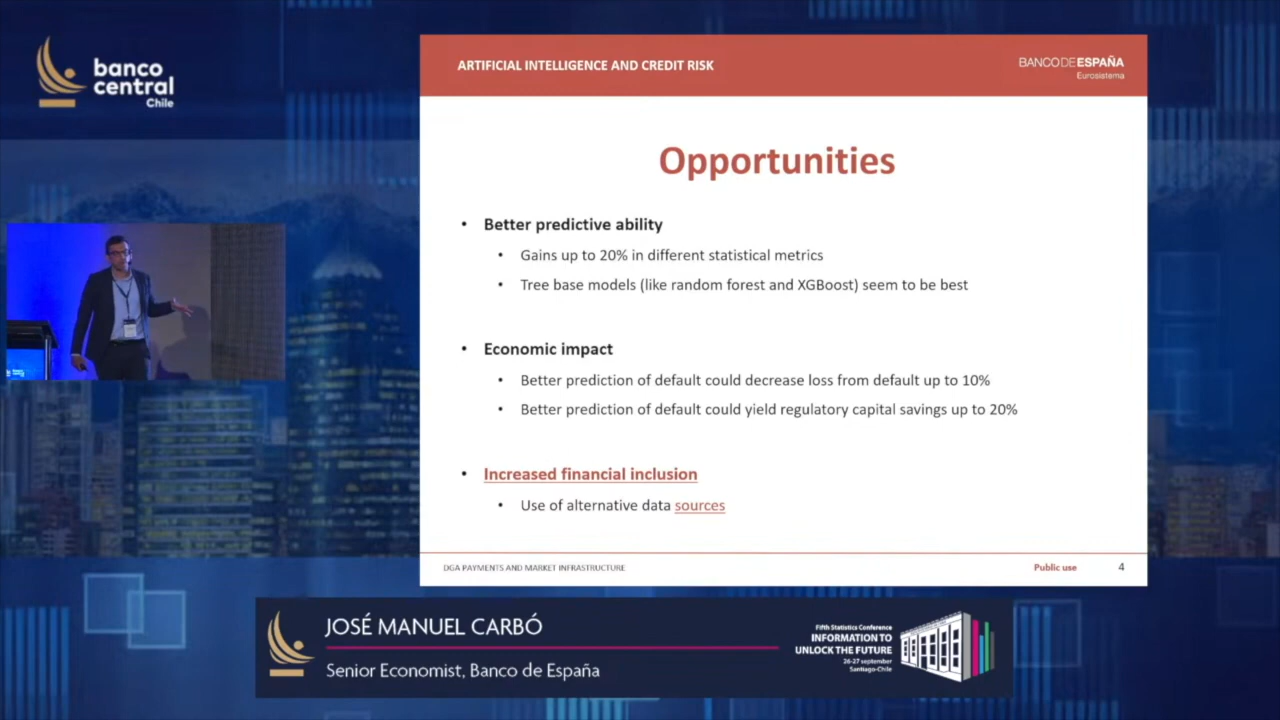 banco
central
Chile
ARTIFICIAL INTELLIGENCE AND CREDIT RISK
BANCODEESPAÑA
Eurosistema
Opportunities
• Better predictive ability
• Gains up to 20% in different statistical metrics
• Tree base models (like random forest and XGBoost) seem to be best
• Economic impact
• Better prediction of default could decrease loss from default up to 10%
• Better prediction of default could yield regulatory capital savings up to 20%
• Increased financial inclusion
• Use of alternative data sources
DGA PAYMENTS AND MARKET INFRASTRUCTURE
Public use
4
JOSÉ MANUEL CARBÓ
Senior Economist, Banco de España
Fifth Statistics Conference
INFORMATION TO
UNLOCK THE FUTURE
26-27 september
Santiago-Chile